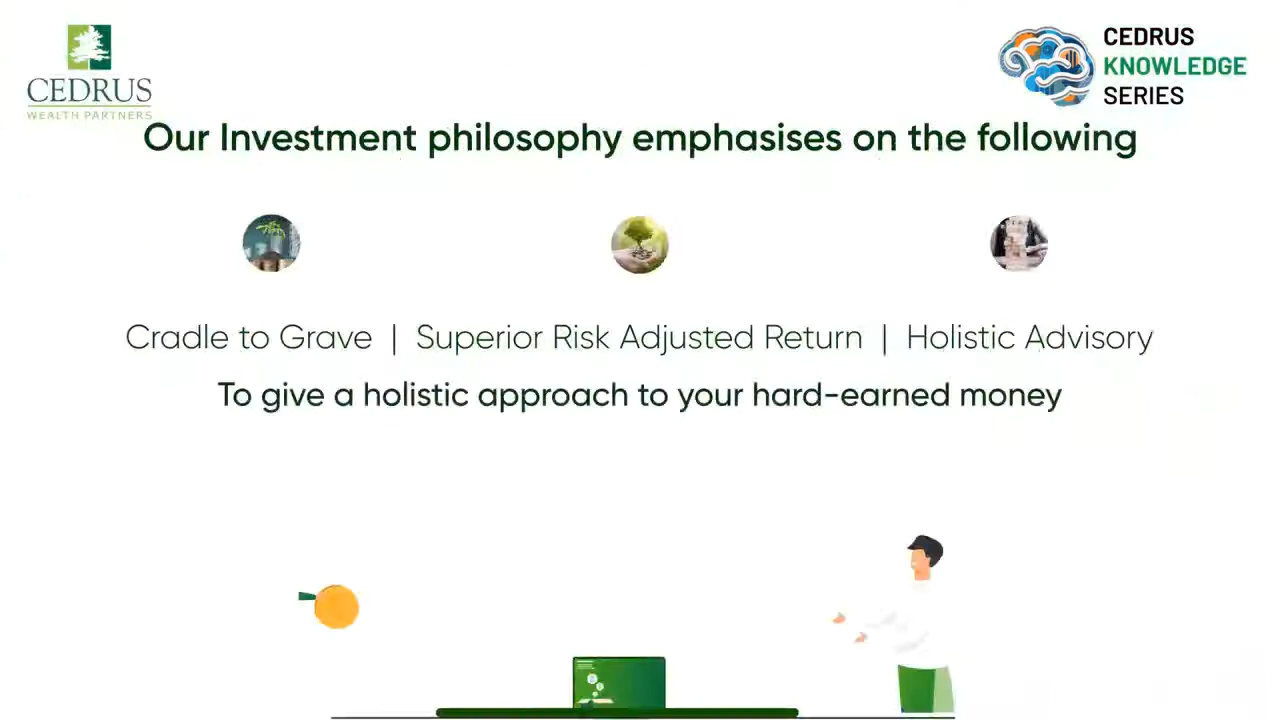 CEDRUS
WEALTH PARTNERS
CEDRUS
KNOWLEDGE
SERIES
Our Investment philosophy emphasises on the following
Cradle to Grave | Superior Risk Adjusted Return | Holistic Advisory
To give a holistic approach to your hard-earned money